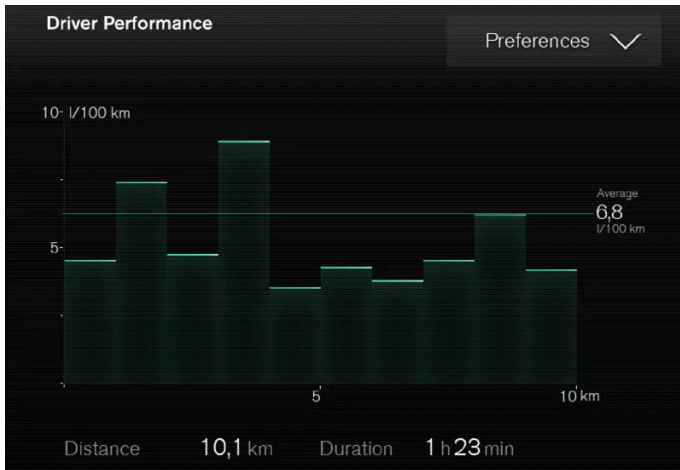 Driver Performance
Preferences
10 l/100 km
Average
6,8
l/100 km
5
5
10 km
Distance 10,1 km Duration 1 h 23 min